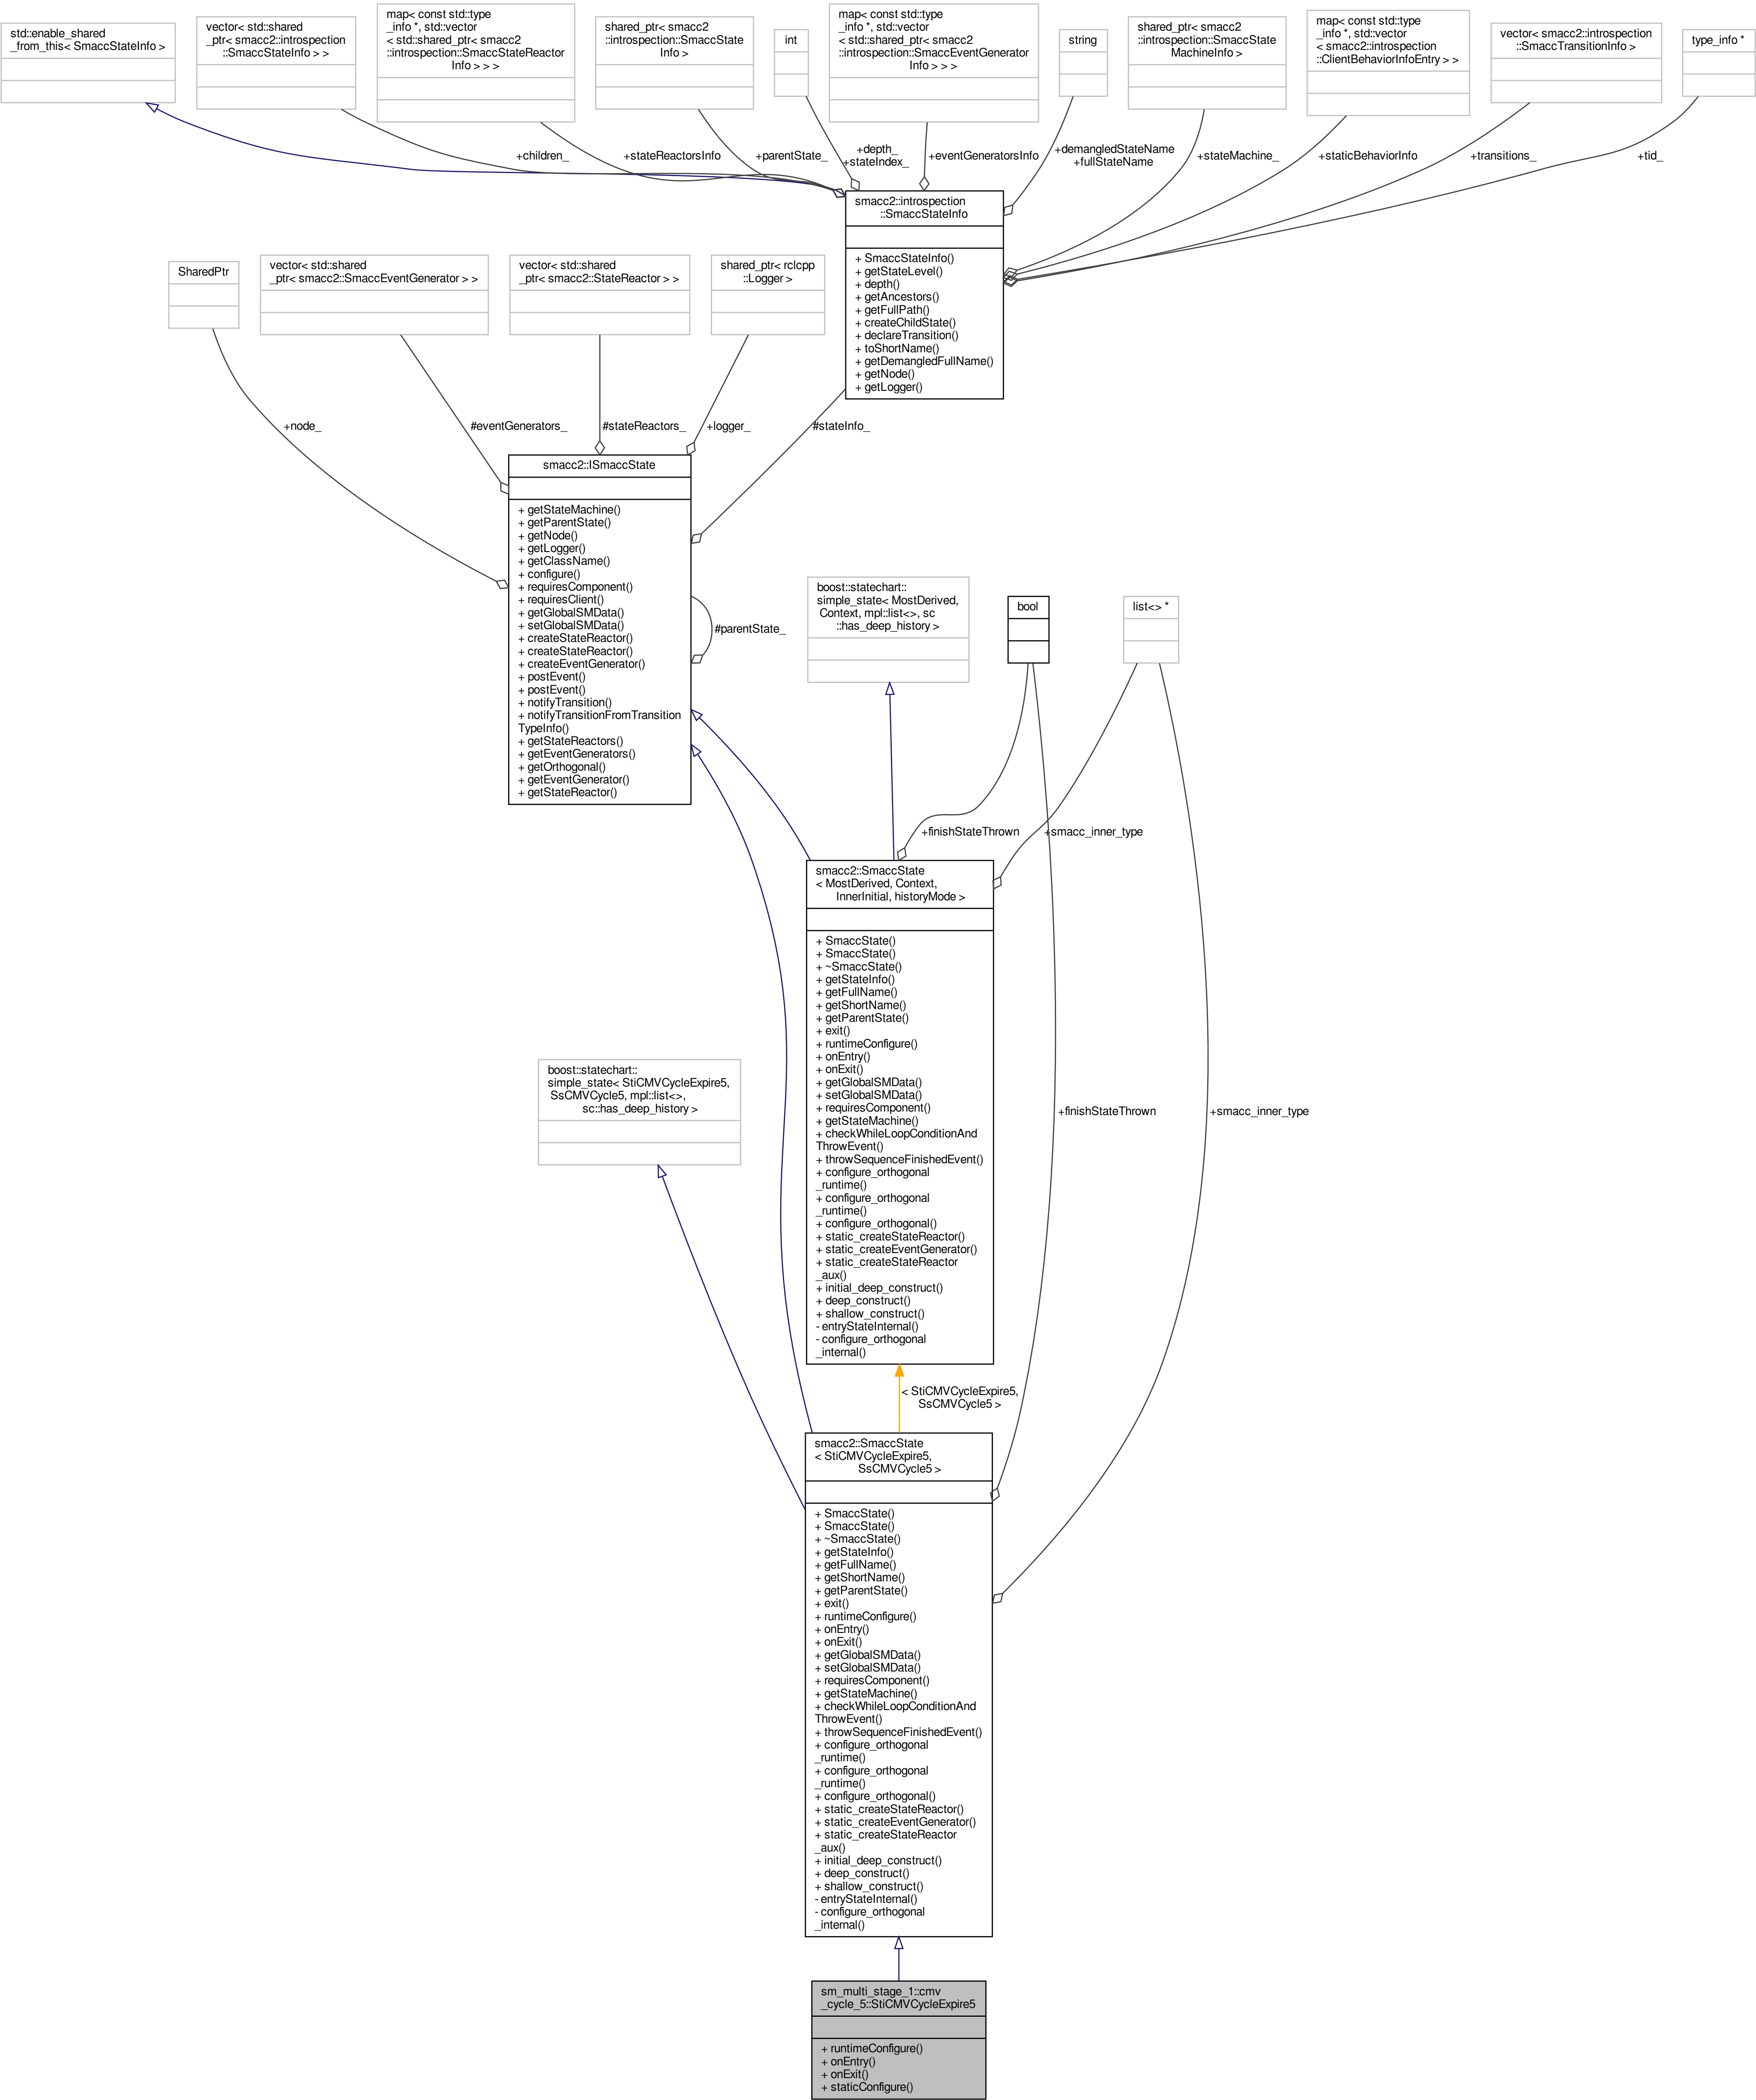 std::enable_shared
_from_this< SmaccStateInfo >
vector< std::shared
_ptr< smacc2::introspection
::SmaccStateInfo > >
map< const std::type
_info *, std::vector
< std::shared_ptr< smacc2
::introspection::SmaccStateReactor
Info > > >
shared_ptr< smacc2
::introspection::SmaccState
Info >
int
map< const std::type
_info *, std::vector
< std::shared_ptr< smacc2
::introspection::SmaccEventGenerator
Info > > >
string
shared_ptr< smacc2
::introspection::SmaccState
MachineInfo >
map< const std::type
_info *, std::vector
< smacc2::introspection
::ClientBehaviorInfoEntry > >
vector< smacc2::introspection
::SmaccTransitionInfo >
type_info *
+children_
+stateReactorsInfo
+parentState_
+depth_
+stateIndex_
+eventGeneratorsInfo
+demangledStateName
+fullStateName
+stateMachine_
+staticBehaviorInfo
+transitions_
+tid_
smacc2::introspection
::SmaccStateInfo
+ SmaccStateInfo()
+ getStateLevel()
+ depth()
+ getAncestors()
+ getFullPath()
+ createChildState()
+ declareTransition()
+ toShortName()
+ getDemangledFullName()
+ getNode()
+ getLogger()
SharedPtr
vector< std::shared
_ptr< smacc2::SmaccEventGenerator > >
vector< std::shared
_ptr< smacc2::StateReactor > >
shared_ptr< rclcpp
::Logger >
+node_
#eventGenerators_
#stateReactors_
+logger_
#stateInfo_
smacc2::ISmaccState
+ getStateMachine()
+ getParentState()
+ getNode()
+ getLogger()
+ getClassName()
+ configure()
+ requiresComponent()
+ requiresClient()
+ getGlobalSMData()
+ setGlobalSMData()
+ createStateReactor()
+ createStateReactor()
+ createEventGenerator()
+ postEvent()
+ postEvent()
+ notifyTransition()
+ notifyTransitionFromTransition
TypeInfo()
+ getStateReactors()
+ getEventGenerators()
+ getOrthogonal()
+ getEventGenerator()
+ getStateReactor()
#parentState_
boost::statechart::
simple_state< MostDerived,
Context, mpl::list<>, sc
::has_deep_history >
bool
list<> *
+finishStateThrown
+smacc_inner_type
smacc2::SmaccState
< MostDerived, Context,
InnerInitial, historyMode >
+ SmaccState()
+ SmaccState()
+ ~SmaccState()
+ getStateInfo()
+ getFullName()
+ getShortName()
+ getParentState()
+ exit()
+ runtimeConfigure()
+ onEntry()
+ onExit()
+ getGlobalSMData()
+ setGlobalSMData()
+ requiresComponent()
+ getStateMachine()
+ checkWhileLoopConditionAnd
ThrowEvent()
+ throwSequenceFinishedEvent()
+ configure_orthogonal
_runtime()
+ configure_orthogonal
_runtime()
+ configure_orthogonal()
+ static_createStateReactor()
+ static_createEventGenerator()
+ static_createStateReactor
_aux()
+ initial_deep_construct()
+ deep_construct()
+ shallow_construct()
- entryStateInternal()
- configure_orthogonal
_internal()
boost::statechart::
simple_state< StiCMVCycleExpire5,
SsCMVCycle5, mpl::list<>,
sc::has_deep_history >
+finishStateThrown
+smacc_inner_type
< StiCMVCycleExpire5,
SsCMVCycle5 >
smacc2::SmaccState
< StiCMVCycleExpire5,
SsCMVCycle5 >
+ SmaccState()
+ SmaccState()
+ ~SmaccState()
+ getStateInfo()
+ getFullName()
+ getShortName()
+ getParentState()
+ exit()
+ runtimeConfigure()
+ onEntry()
+ onExit()
+ getGlobalSMData()
+ setGlobalSMData()
+ requiresComponent()
+ getStateMachine()
+ checkWhileLoopConditionAnd
ThrowEvent()
+ throwSequenceFinishedEvent()
+ configure_orthogonal
_runtime()
+ configure_orthogonal
_runtime()
+ configure_orthogonal()
+ static_createStateReactor()
+ static_createEventGenerator()
+ static_createStateReactor
_aux()
+ initial_deep_construct()
+ deep_construct()
+ shallow_construct()
- entryStateInternal()
- configure_orthogonal
_internal()
sm_multi_stage_1::cmv
_cycle_5::StiCMVCycleExpire5
+ runtimeConfigure()
+ onEntry()
+ onExit()
+ staticConfigure()